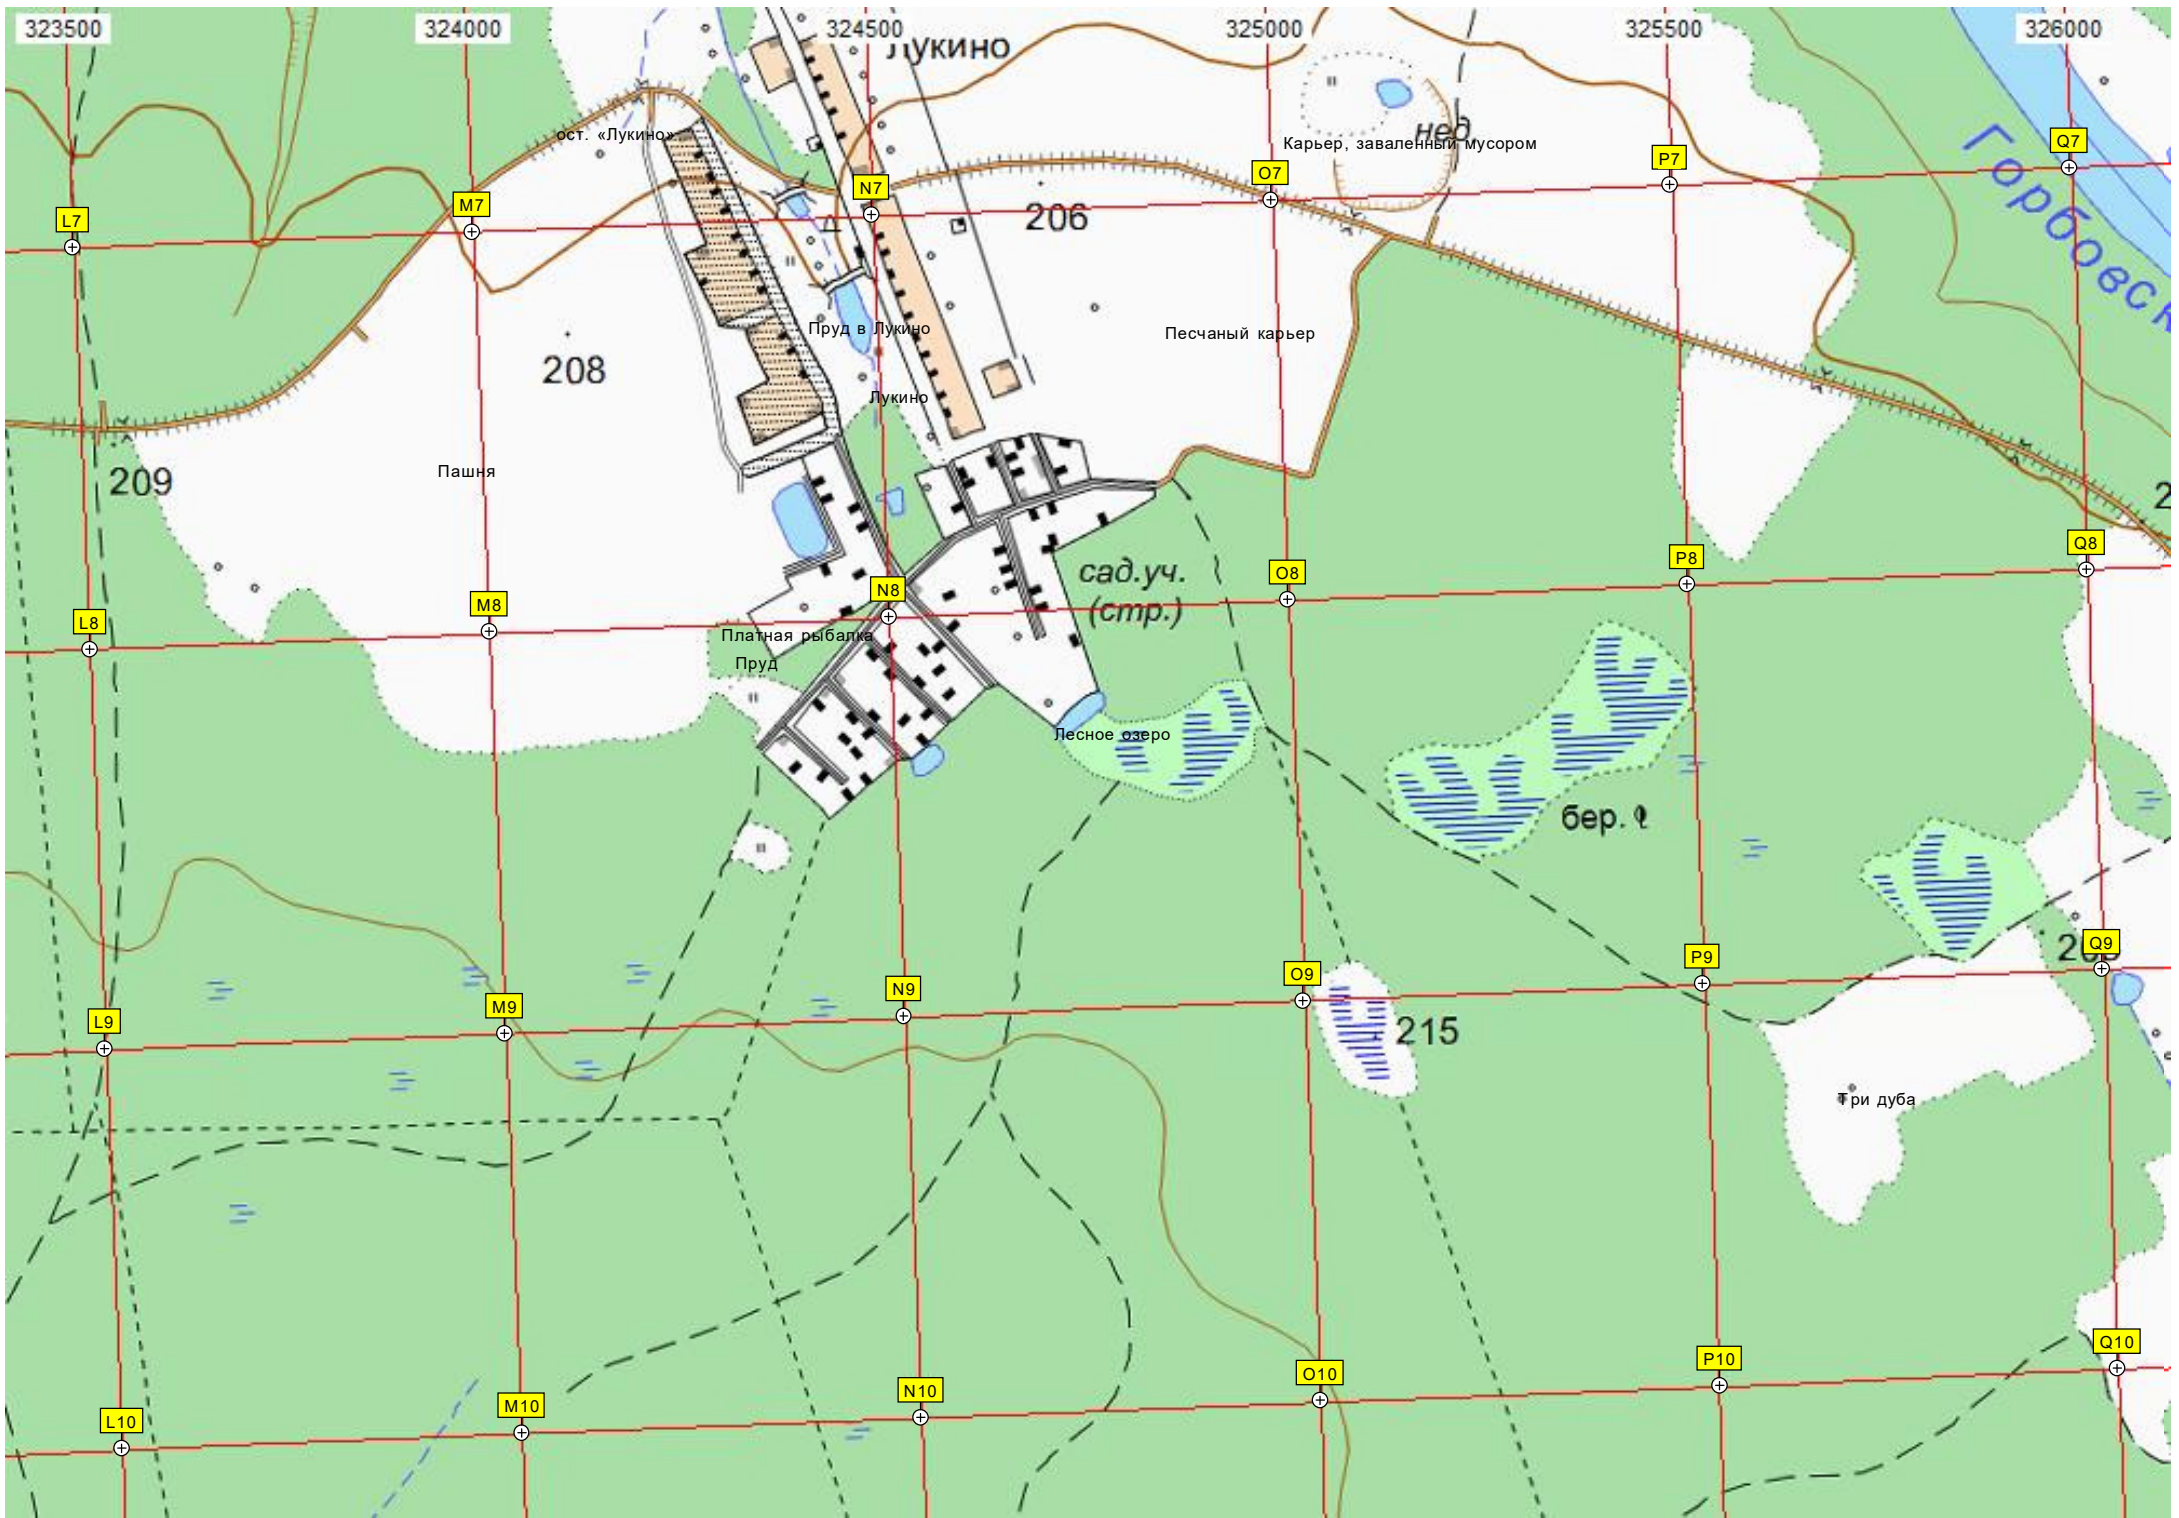 323500 324000 324500 325000 325500 326000
Лукино
ост. «Лукино»
нед.
Карьер, заваленный мусором
L7 M7 N7 O7 P7 Q7
206
Горбовск
Пруд в Лукино
Песчаный карьер
208
Лукино
209
Пашня
сад.уч.
(стр.)
L8 M8 N8 O8 P8 Q8
Платная рыбалка
Пруд
Лесное озеро
бер.
L9 M9 N9 O9 P9 Q9
215
Три дуба
L10 M10 N10 O10 P10 Q10